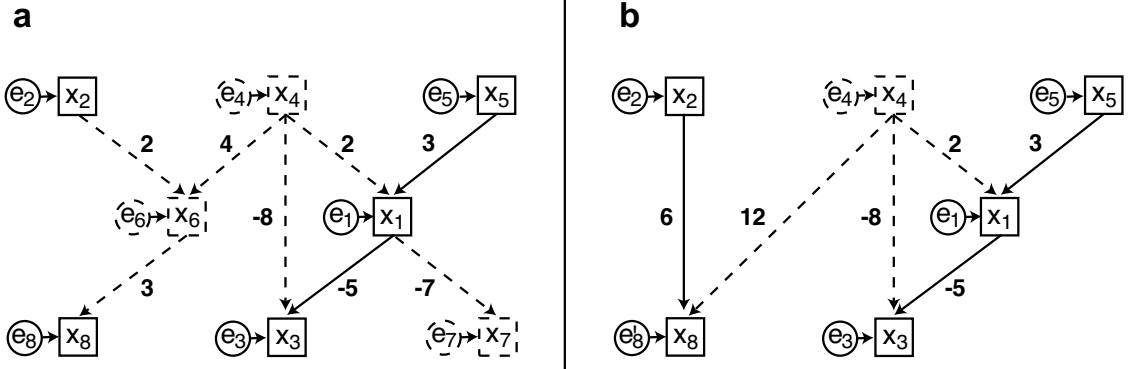 a
b
e2 x2 e4 x4 e5 x5
e2 x2 e4 x4 e5 x5
2 4 2 3
2 3
e6 x6 -8 e1 x1
6 12 -8 e1 x1
3 -5 -7
-5
e8 x8 e3 x3 e7 x7
e'8 x8 e3 x3